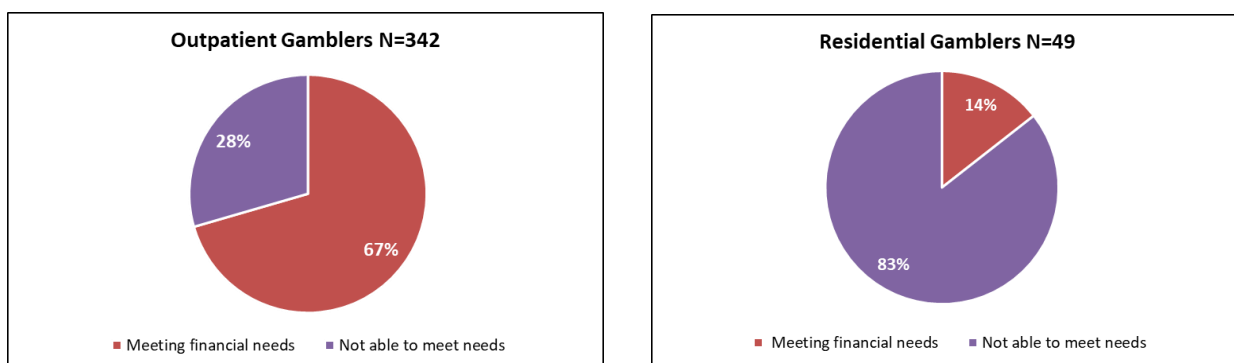 Outpatient Gamblers N=342
28%
67%
Meeting financial needs Not able to meet needs
Residential Gamblers N=49
14%
83%
Meeting financial needs Not able to meet needs